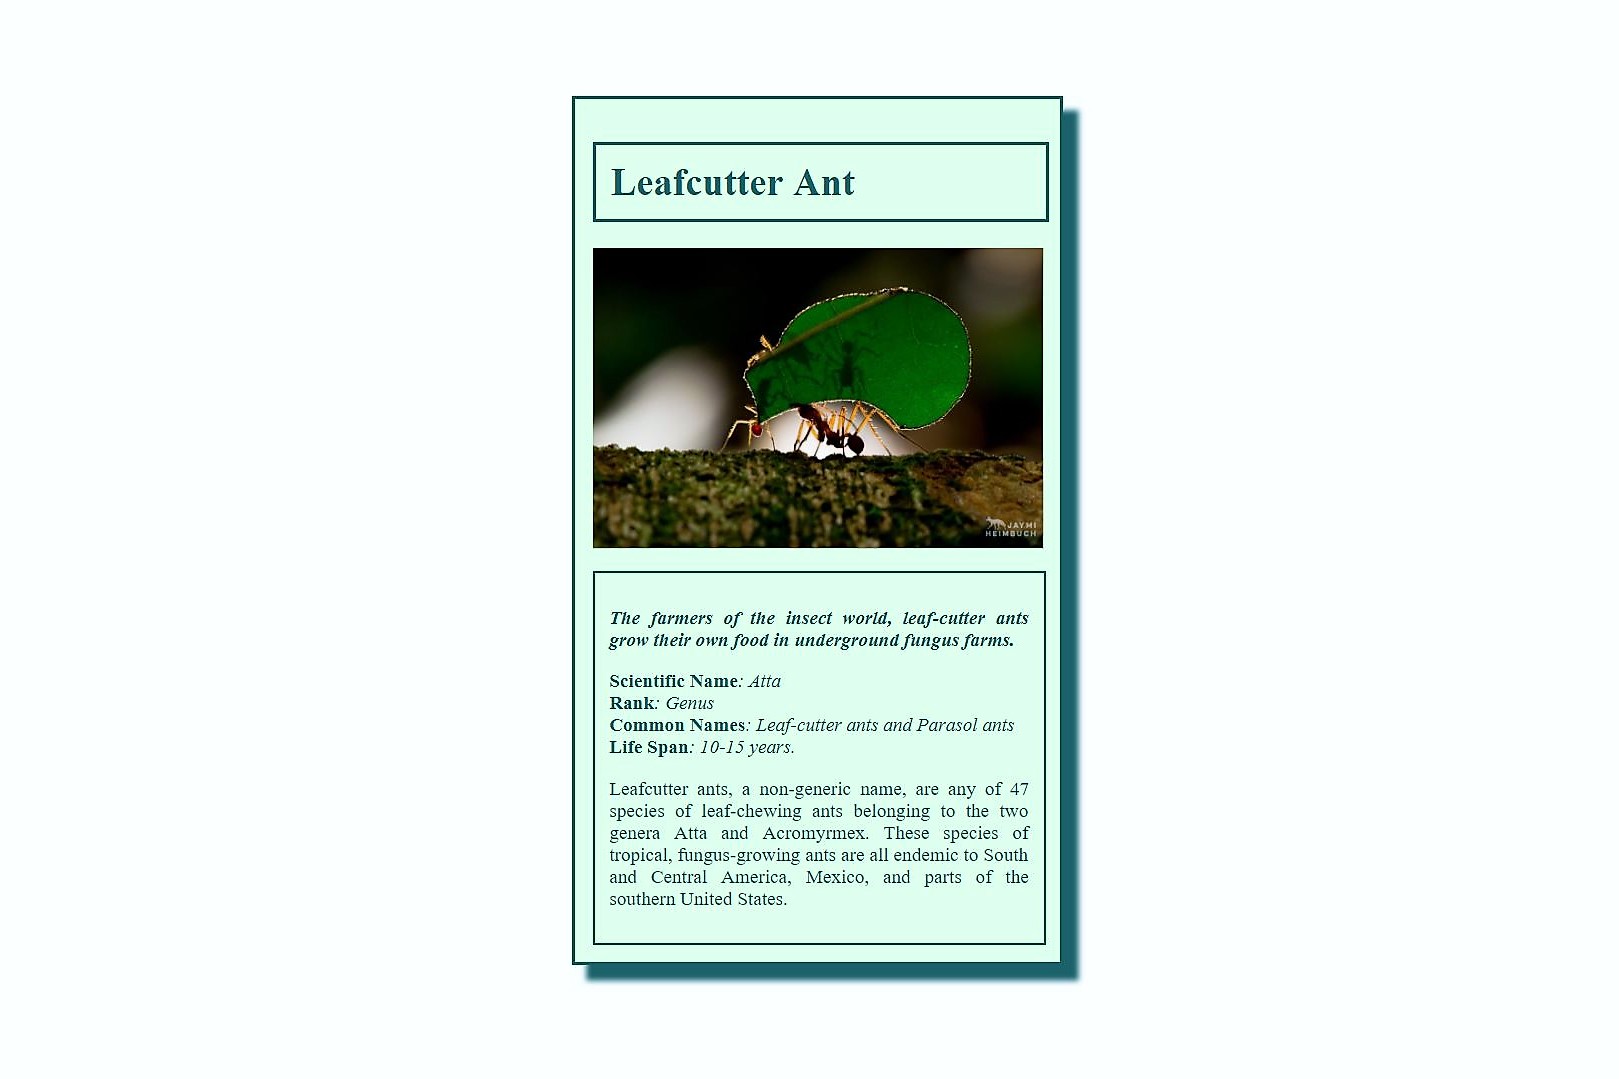 Leafcutter Ant
JAYMI
HEIMBUCH
The farmers of the insect world, leaf-cutter ants
grow their own food in underground fungus farms.
Scientific Name: Atta
Rank: Genus
Common Names: Leaf-cutter ants and Parasol ants
Life Span: 10-15 years.
Leafcutter ants, a non-generic name, are any of 47
species of leaf-chewing ants belonging to the two
genera Atta and Acromyrmex. These species of
tropical, fungus-growing ants are all endemic to South
and Central America, Mexico, and parts of the
southern United States.